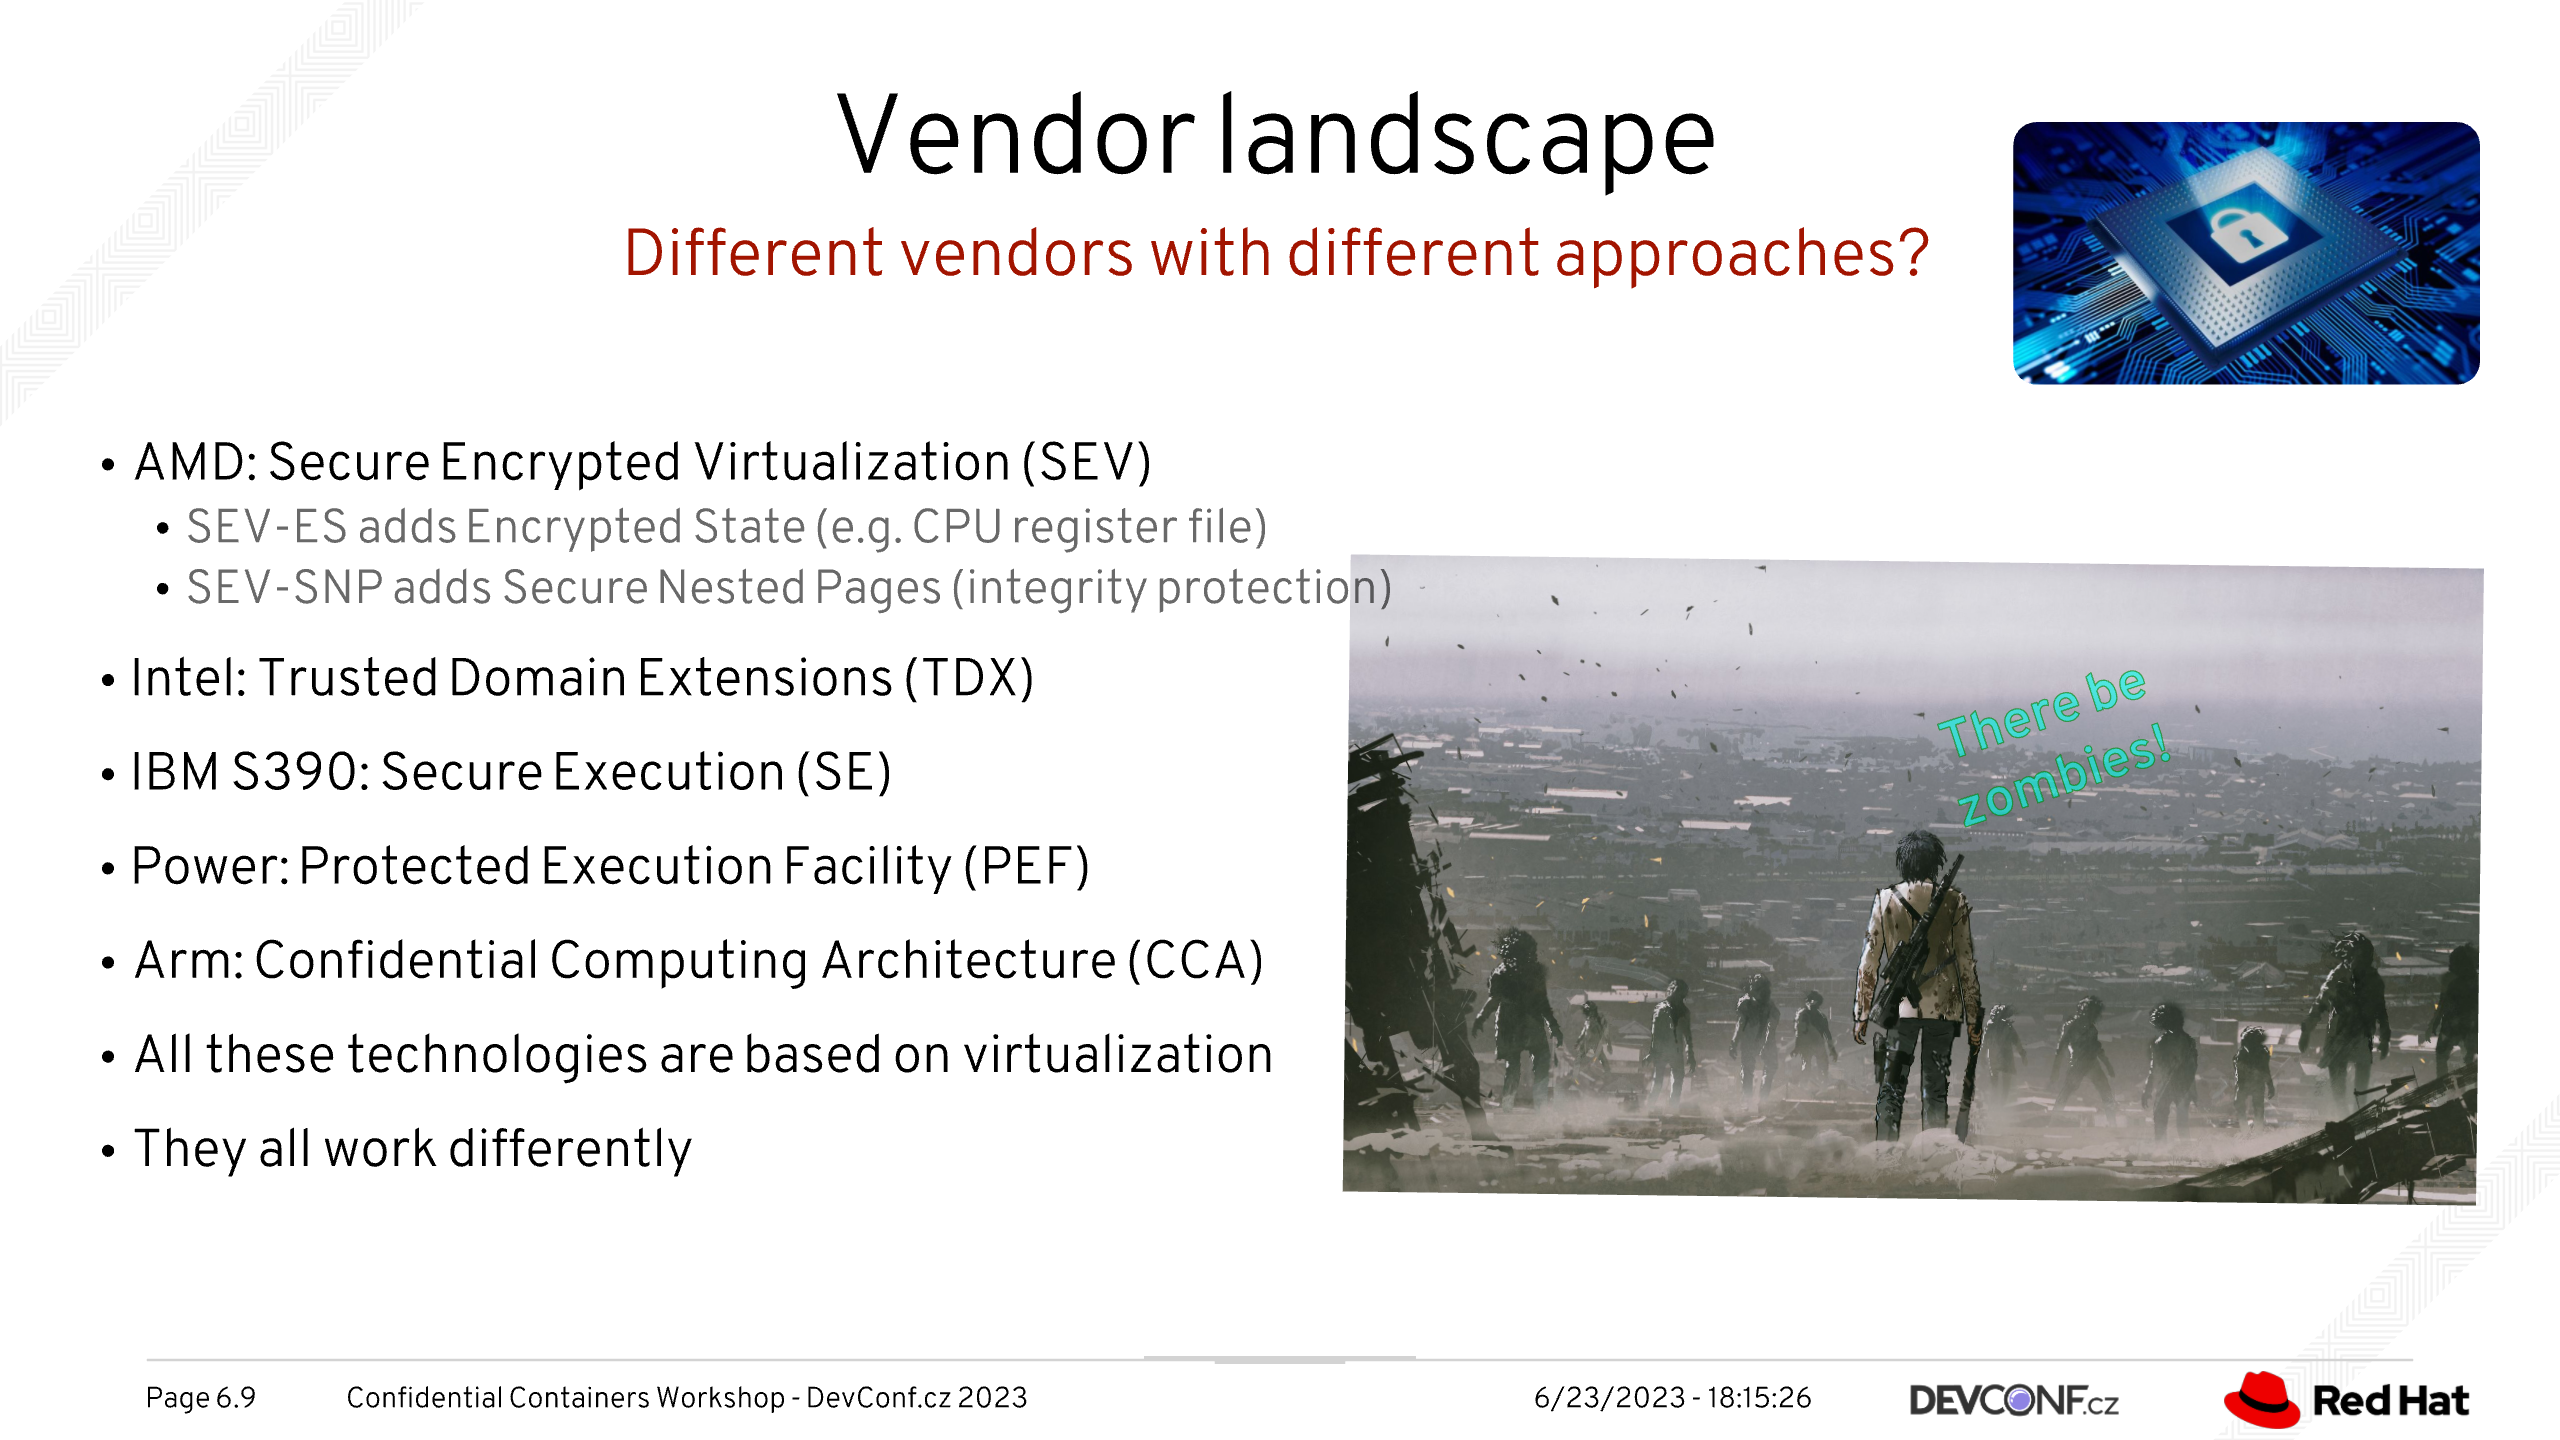 Vendor landscape
Different vendors with different approaches?
• AMD: Secure Encrypted Virtualization (SEV)
• SEV-ES adds Encrypted State (e.g. CPU register file)
• SEV-SNP adds Secure Nested Pages (integrity protection)
• Intel: Trusted Domain Extensions (TDX)
• IBM S390: Secure Execution (SE)
• Power: Protected Execution Facility (PEF)
• Arm: Confidential Computing Architecture (CCA)
• All these technologies are based on virtualization
• They all work differently
There be
zombies!
Page 6.9 Confidential Containers Workshop - DevConf.cz 2023 6/23/2023 - 18:15:26 DEVCONF.cz Red Hat